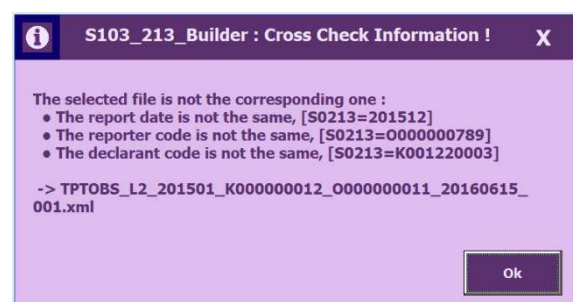 S103_213_Builder : Cross Check Information ! X
The selected file is not the corresponding one :
● The report date is not the same, [S0213=201512]
● The reporter code is not the same, [S0213=O000000789]
● The declarant code is not the same, [S0213=K001220003]
-> TPTOBS_L2_201501_K000000012_O000000011_20160615_
001.xml
Ok